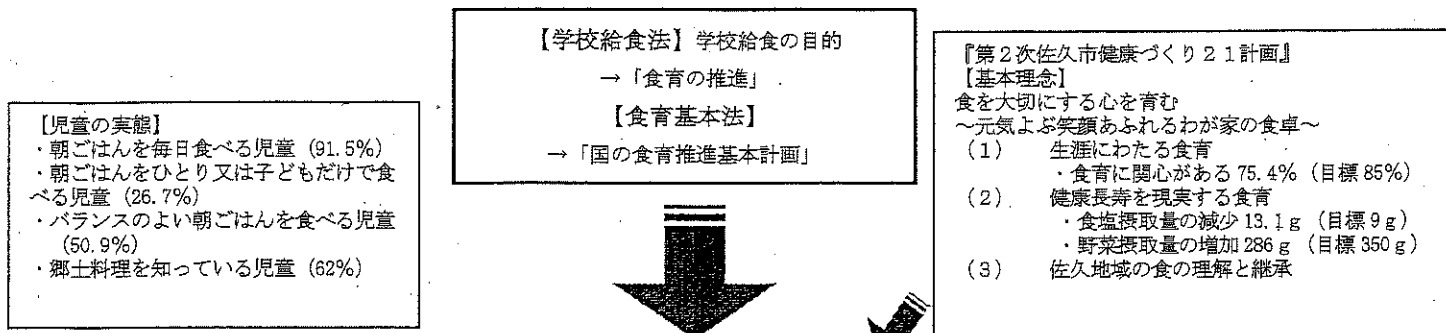 【学校給食法】学校給食の目的
→「食育の推進」
【食育基本法】
→「国の食育推進基本計画」
【児童の実態】
・朝ごはんを毎日食べる児童（91.5%）
・朝ごはんをひとり又は子どもだけで食
べる児童（26.7%）
・バランスのよい朝ごはんを食べる児童
（50.9%）
・郷土料理を知っている児童（62%）
『第２次佐久市健康づくり２１計画』
【基本理念】
食を大切にする心を育む
～元気よぶ笑顔あふれるわが家の食卓～
（1） 生涯にわたる食育
・食育に関心がある 75.4%（目標 85%）
（2） 健康長寿を現実する食育
・食塩摂取量の減少 13.1ｇ（目標 9ｇ）
・野菜摂取量の増加 286ｇ（目標 350ｇ）
（3） 佐久地域の食の理解と継承